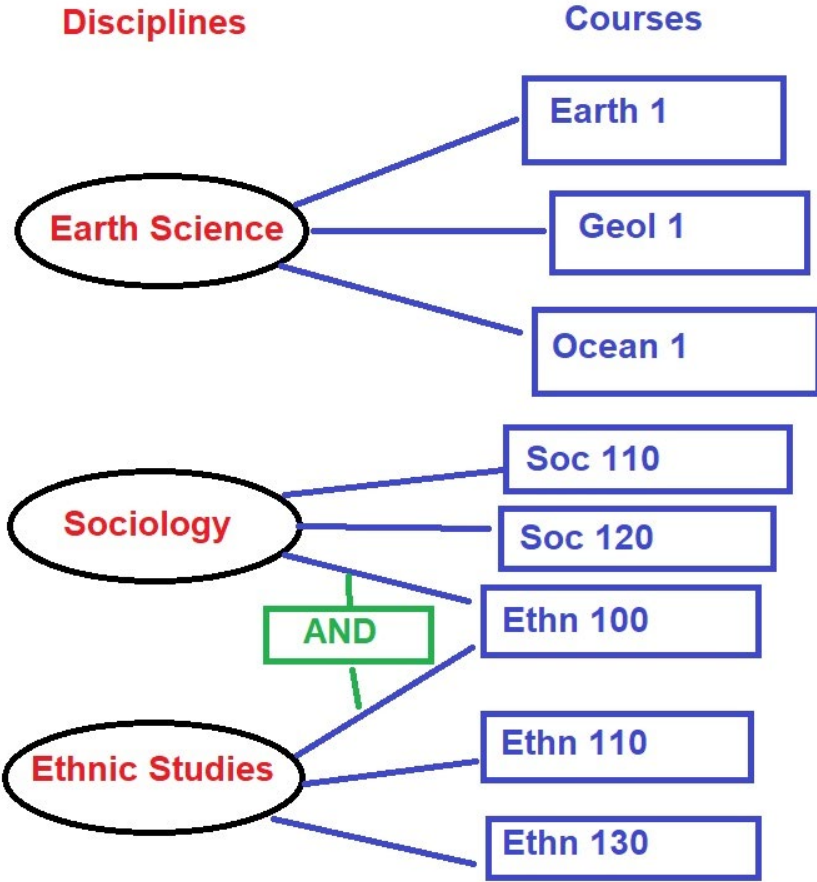 Disciplines
Courses
Earth Science
Earth 1
Geol 1
Ocean 1
Sociology
Soc 110
Soc 120
Ethn 100
AND
Ethnic Studies
Ethn 110
Ethn 130